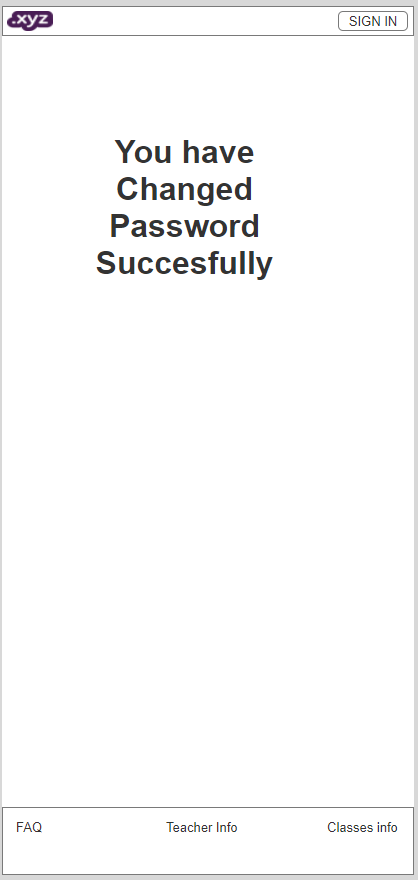 .xyz
SIGN IN
You have
Changed
Password
Succesfully
FAQ
Teacher Info
Classes info